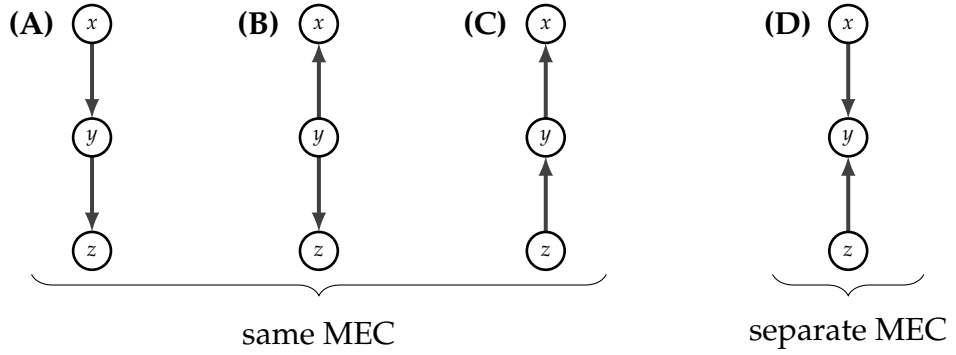 (A) x (B) x (C) x (D) x
y y y y
z z z z
same MEC separate MEC